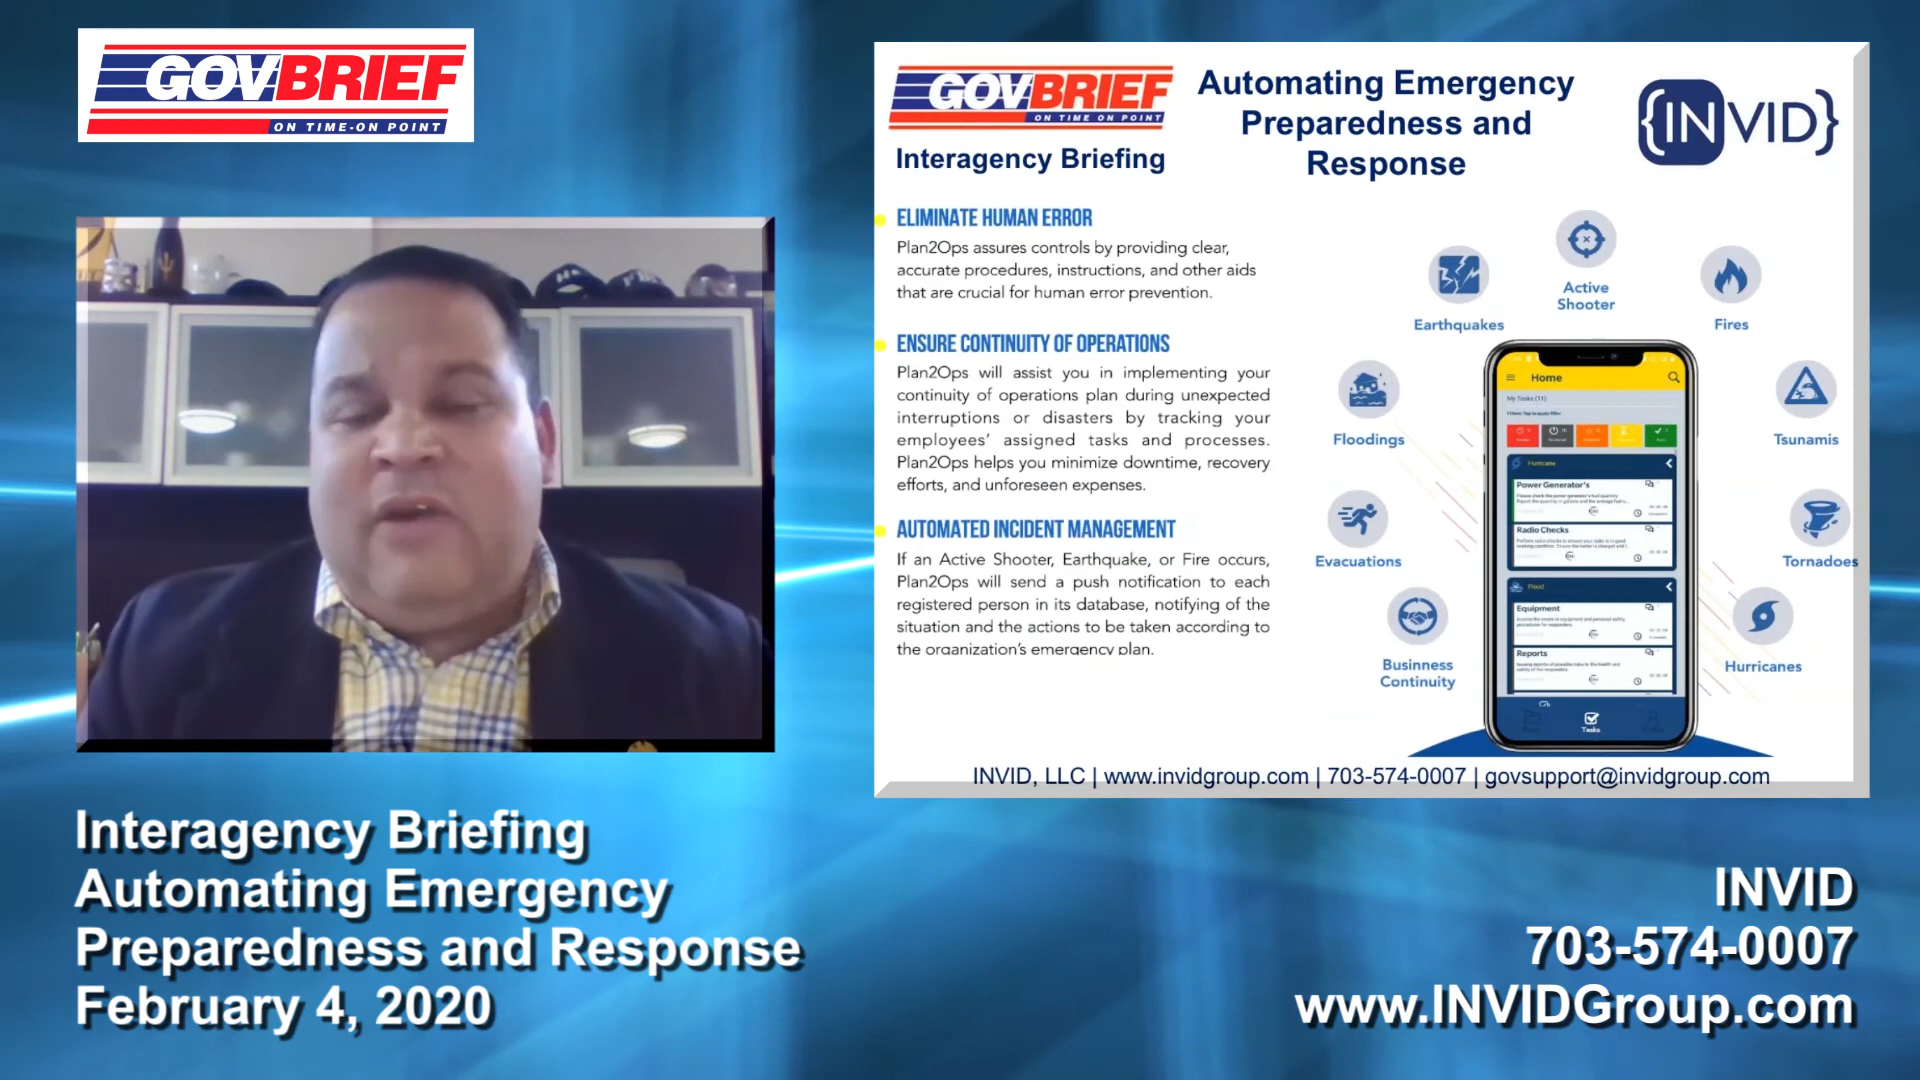 GOVBRIEF
ON TIME-ON POINT
GOVBRIEF
ON TIME ON POINT
Interagency Briefing
Automating Emergency
Preparedness and
Response
{INVID}
ELIMINATE HUMAN ERROR
Plan2Ops assures controls by providing clear,
accurate procedures, instructions, and other aids
that are crucial for human error prevention.
ENSURE CONTINUITY OF OPERATIONS
Plan2Ops will assist you in implementing your
continuity of operations plan during unexpected
interruptions or disasters by tracking your
employees' assigned tasks and processes.
Plan2Ops helps you minimize downtime, recovery
efforts, and unforeseen expenses.
AUTOMATED INCIDENT MANAGEMENT
If an Active Shooter, Earthquake, or Fire occurs,
Plan2Ops will send a push notification to each
registered person in its database, notifying of the
situation and the actions to be taken according to
the organization's emergency plan.
Active
Shooter
Earthquakes
Fires
Floodings
Tsunamis
Evacuations
Tornadoes
Businness
Continuity
Hurricanes
Home
My Tasks (11)
Hurricane
Power Generator's
Radio Checks
Flood
Equipment
Reports
Tasks
INVID, LLC | www.invidgroup.com | 703-574-0007 | govsupport@invidgroup.com
Interagency Briefing
Automating Emergency
Preparedness and Response
February 4, 2020
INVID
703-574-0007
www.INVIDGroup.com